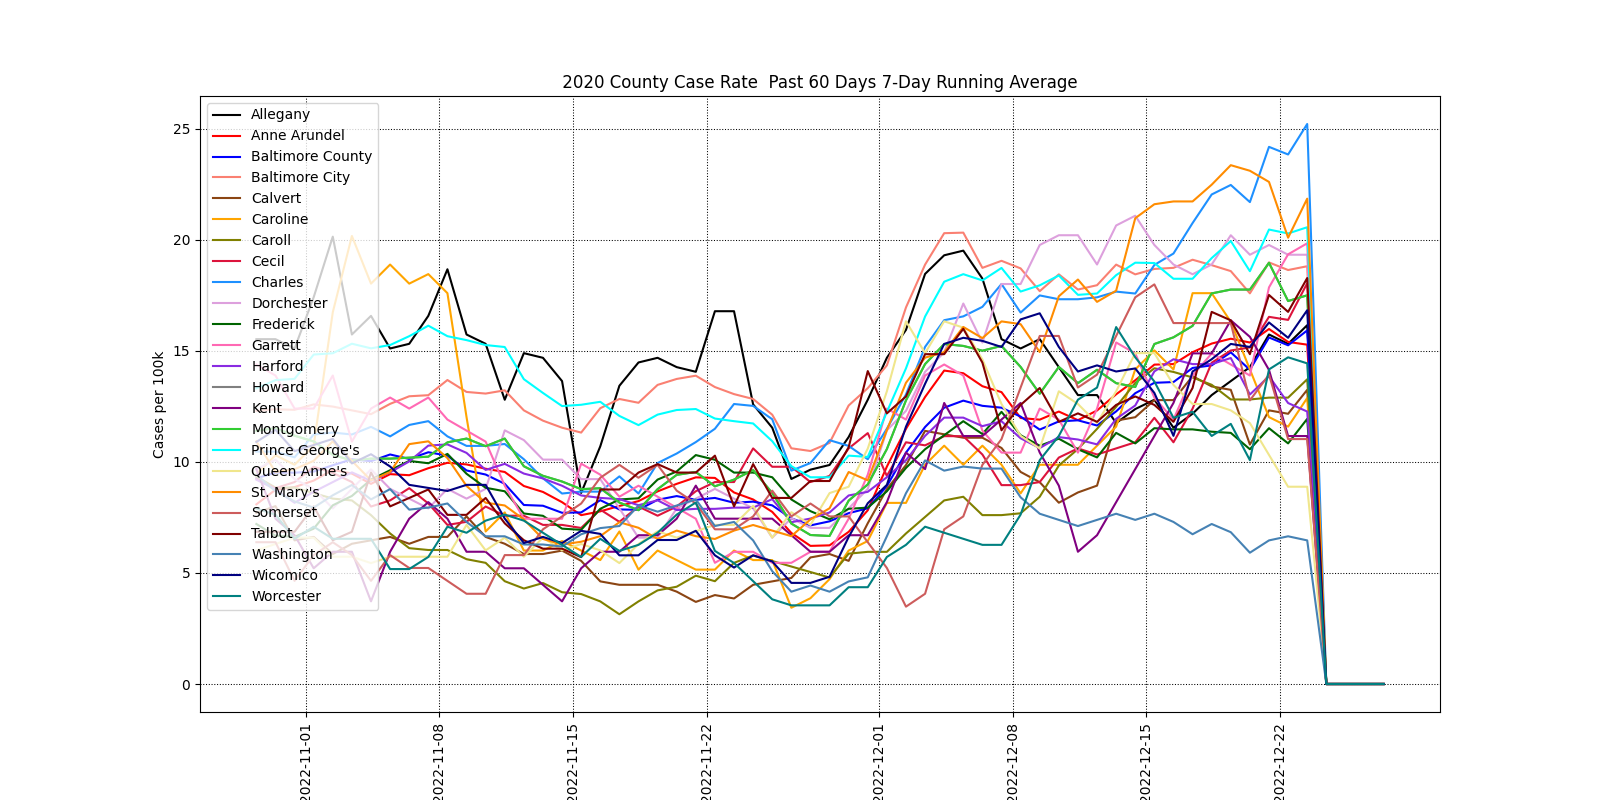 2020 County Case Rate  Past 60 Days 7-Day Running Average
Cases per 100k
25
20
15
10
5
0
Allegany
Anne Arundel
Baltimore County
Baltimore City
Calvert
Caroline
Caroll
Cecil
Charles
Dorchester
Frederick
Garrett
Harford
Howard
Kent
Montgomery
Prince George's
Queen Anne's
St. Mary's
Somerset
Talbot
Washington
Wicomico
Worcester
2022-11-01
2022-11-08
2022-11-15
2022-11-22
2022-12-01
2022-12-08
2022-12-15
2022-12-22